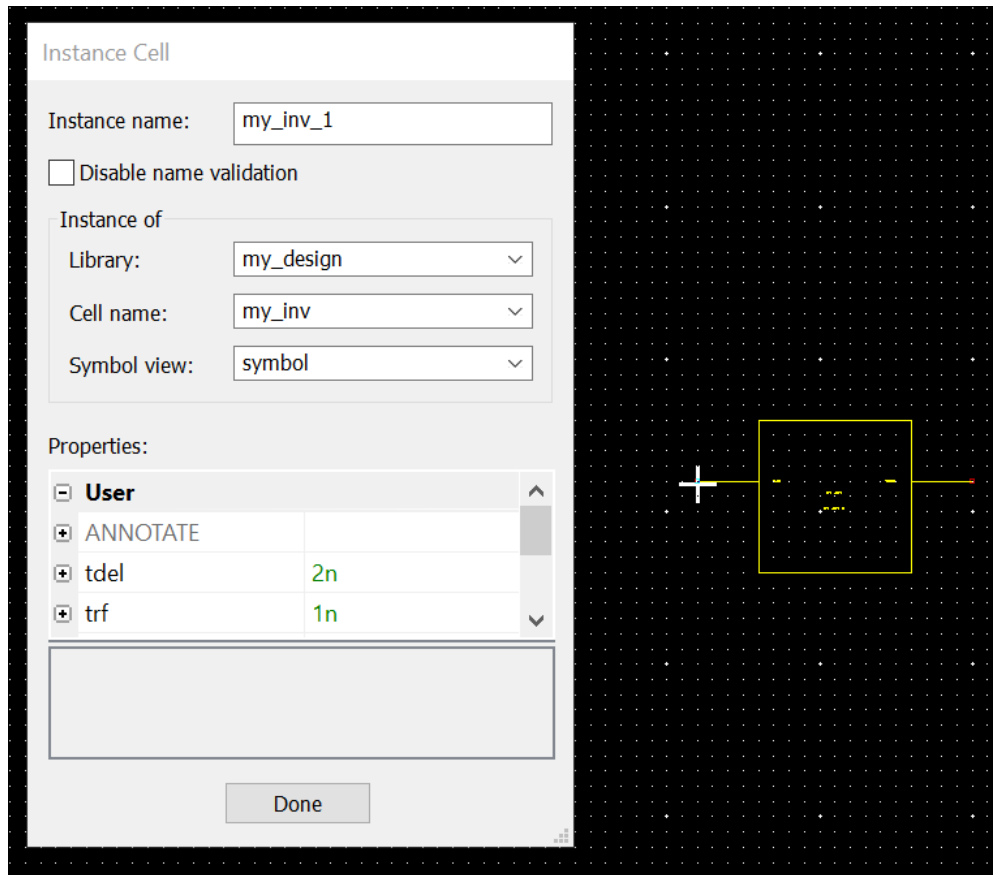 Instance Cell
Instance name: my_inv_1
Disable name validation
Instance of
Library: my_design
Cell name: my_inv
Symbol view: symbol
Properties:
User
ANNOTATE
tdel 2n
trf 1n
Done